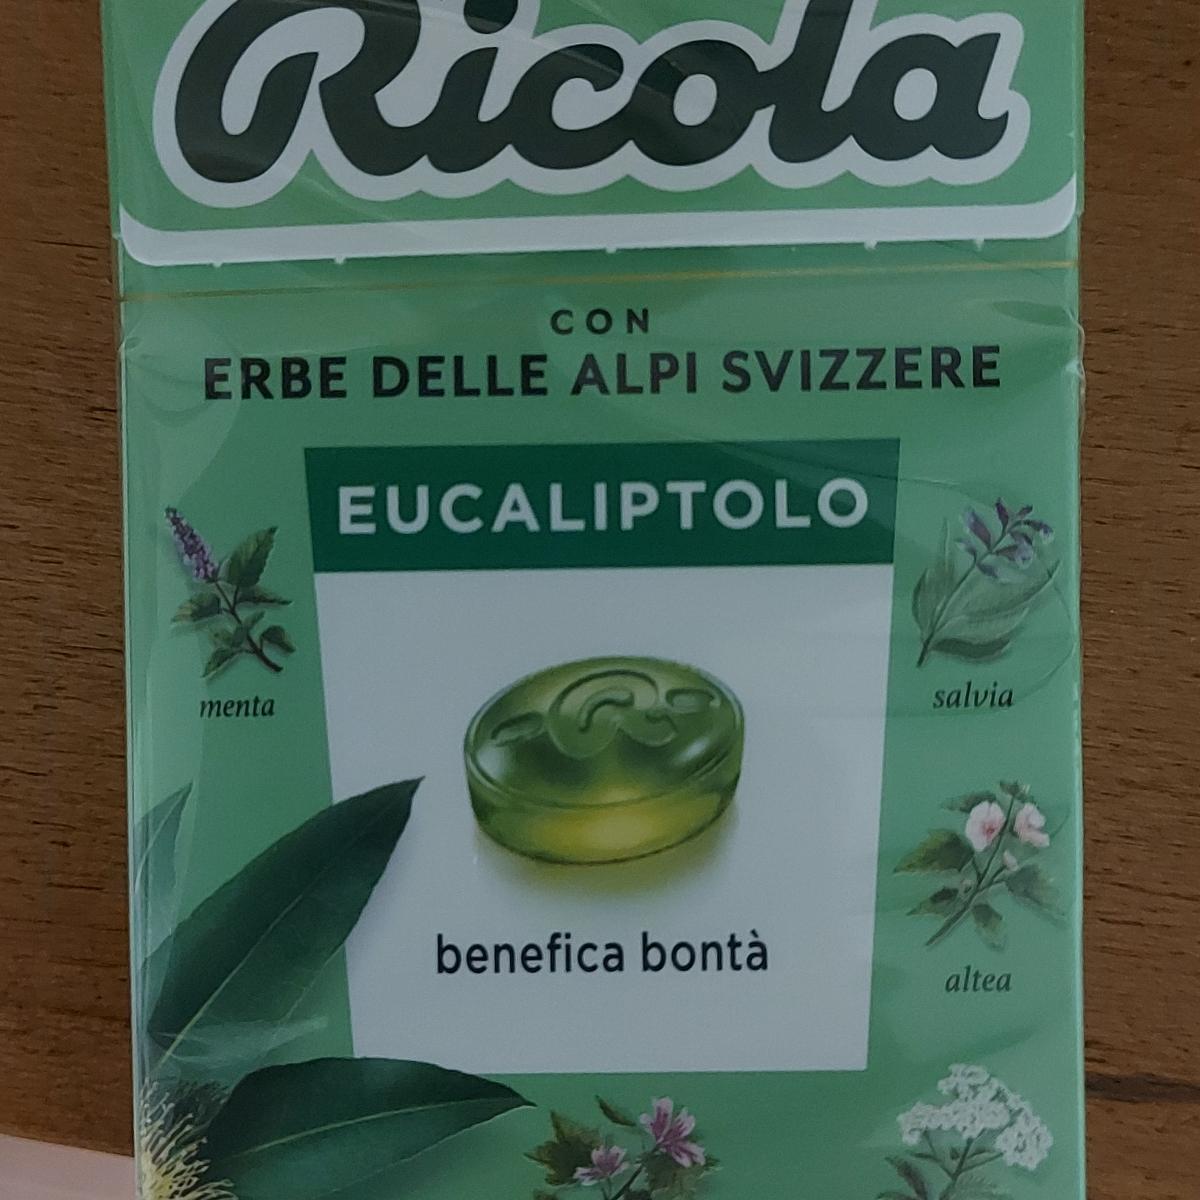 Ricola
CON
ERBE DELLE ALPI SVIZZERE
EUCALIPTOLO
menta
salvia
benefica bontà
altea